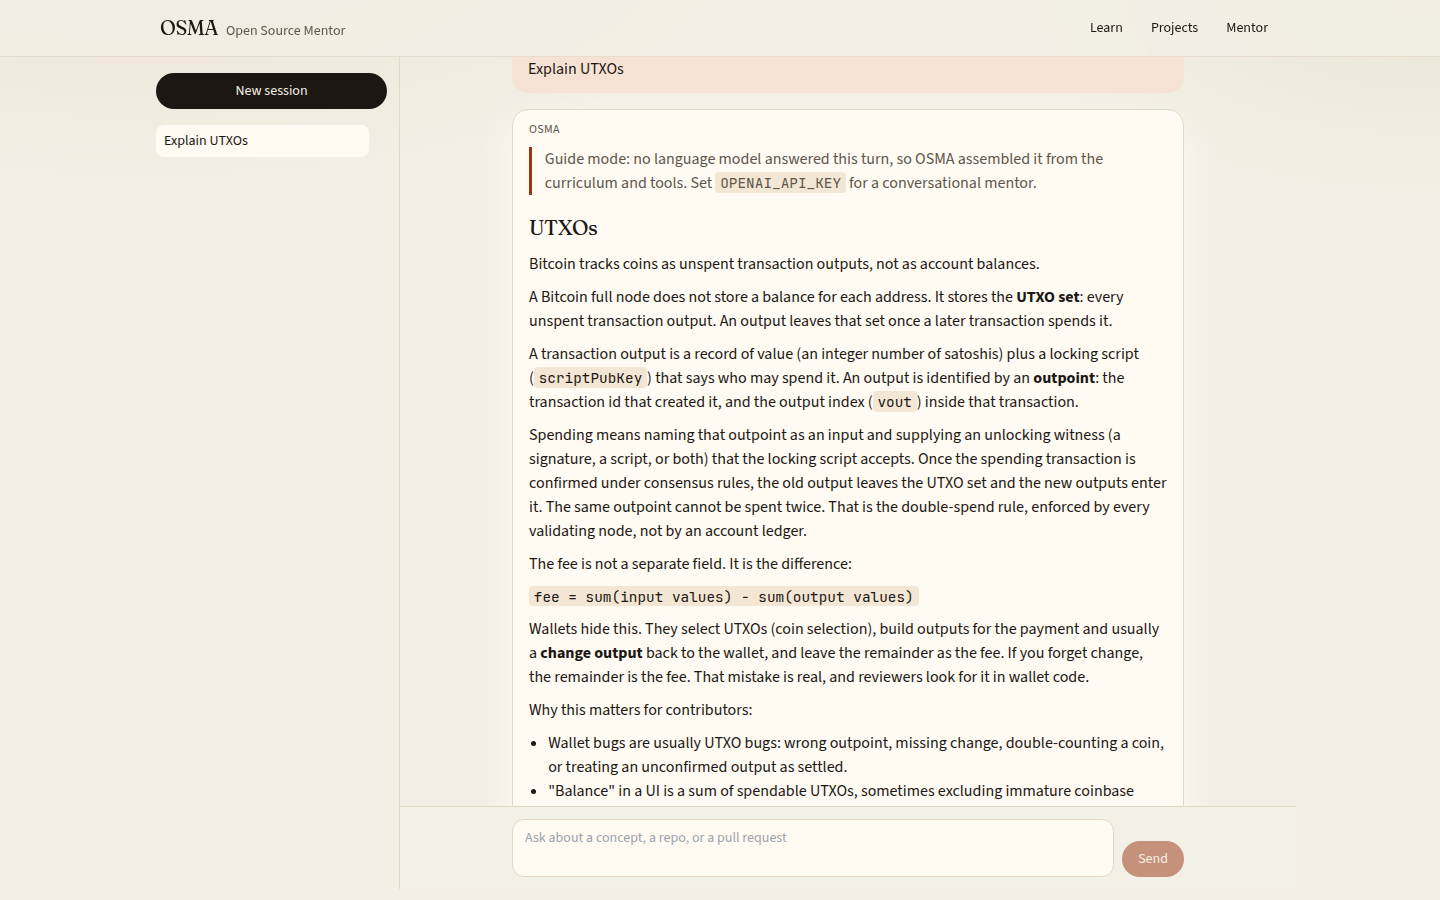 OSMA Open Source Mentor
Learn Projects Mentor
New session
Explain UTXOs
Explain UTXOs
OSMA
Guide mode: no language model answered this turn, so OSMA assembled it from the
curriculum and tools. Set OPENAI_API_KEY for a conversational mentor.
UTXOs
Bitcoin tracks coins as unspent transaction outputs, not as account balances.
A Bitcoin full node does not store a balance for each address. It stores the UTXO set: every
unspent transaction output. An output leaves that set once a later transaction spends it.
A transaction output is a record of value (an integer number of satoshis) plus a locking script
(scriptPubKey) that says who may spend it. An output is identified by an outpoint: the
transaction id that created it, and the output index (vout) inside that transaction.
Spending means naming that outpoint as an input and supplying an unlocking witness (a
signature, a script, or both) that the locking script accepts. Once the spending transaction is
confirmed under consensus rules, the old output leaves the UTXO set and the new outputs enter
it. The same outpoint cannot be spent twice. That is the double-spend rule, enforced by every
validating node, not by an account ledger.
The fee is not a separate field. It is the difference:
fee = sum(input values) - sum(output values)
Wallets hide this. They select UTXOs (coin selection), build outputs for the payment and usually
a change output back to the wallet, and leave the remainder as the fee. If you forget change,
the remainder is the fee. That mistake is real, and reviewers look for it in wallet code.
Why this matters for contributors:
• Wallet bugs are usually UTXO bugs: wrong outpoint, missing change, double-counting a coin,
or treating an unconfirmed output as settled.
• "Balance" in a UI is a sum of spendable UTXOs, sometimes excluding immature coinbase
Ask about a concept, a repo, or a pull request
Send